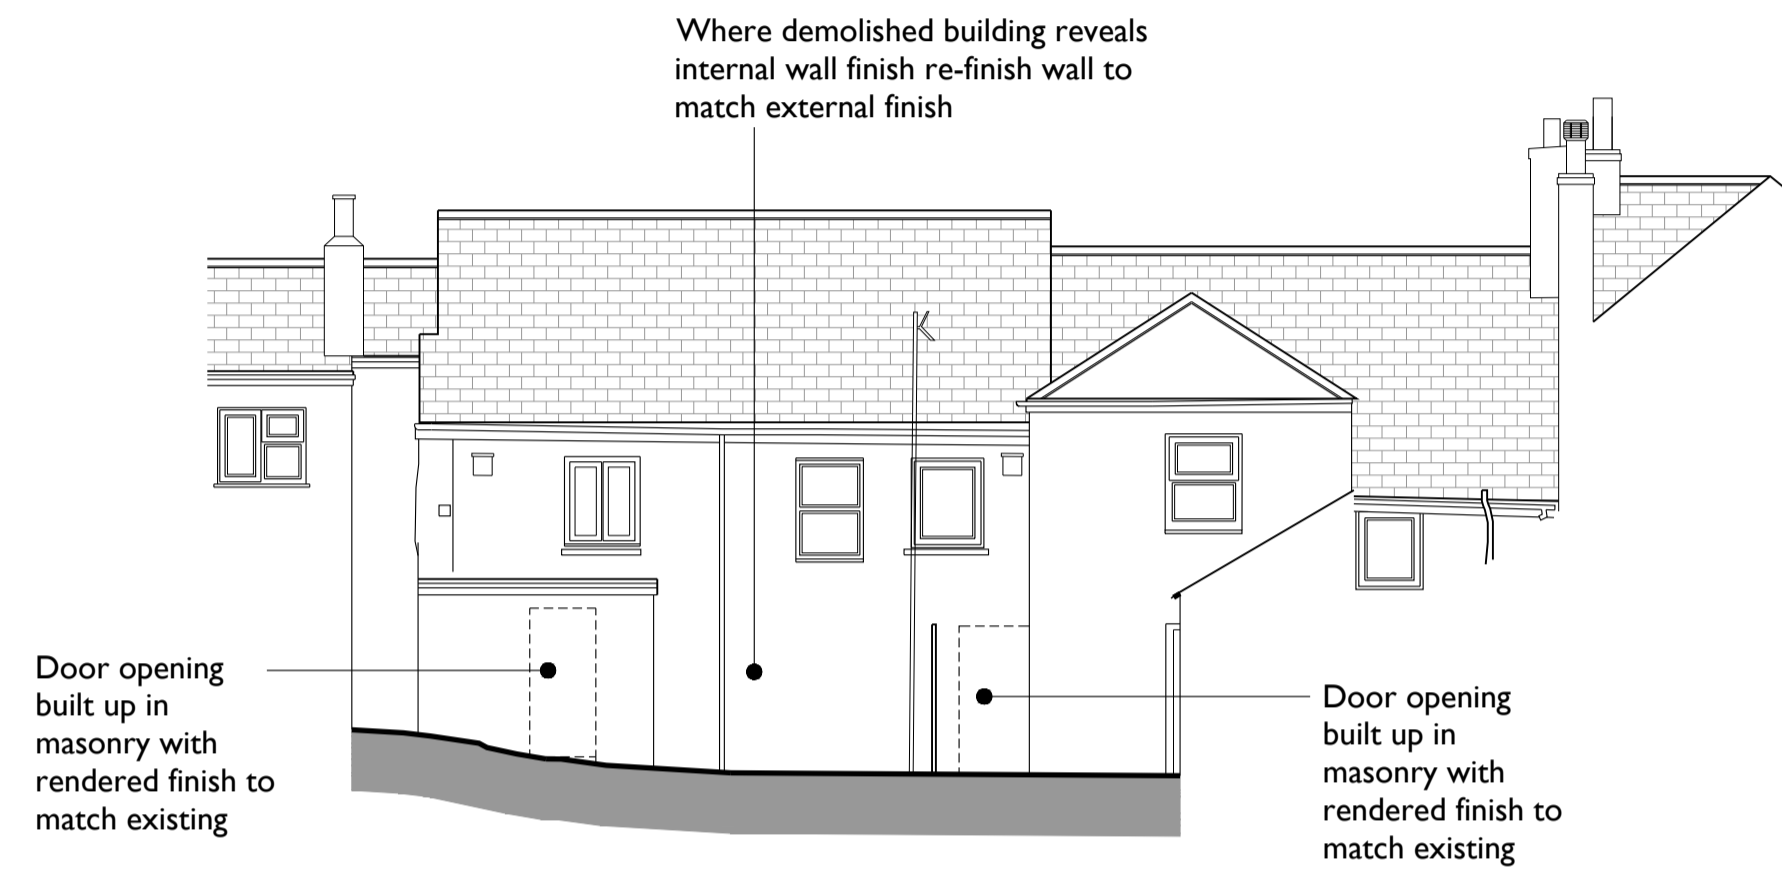 Where demolished building reveals
internal wall finish re-finish wall to
match external finish
Door opening
built up in
masonry with
rendered finish to
match existing
Door opening
built up in
masonry with
rendered finish to
match existing